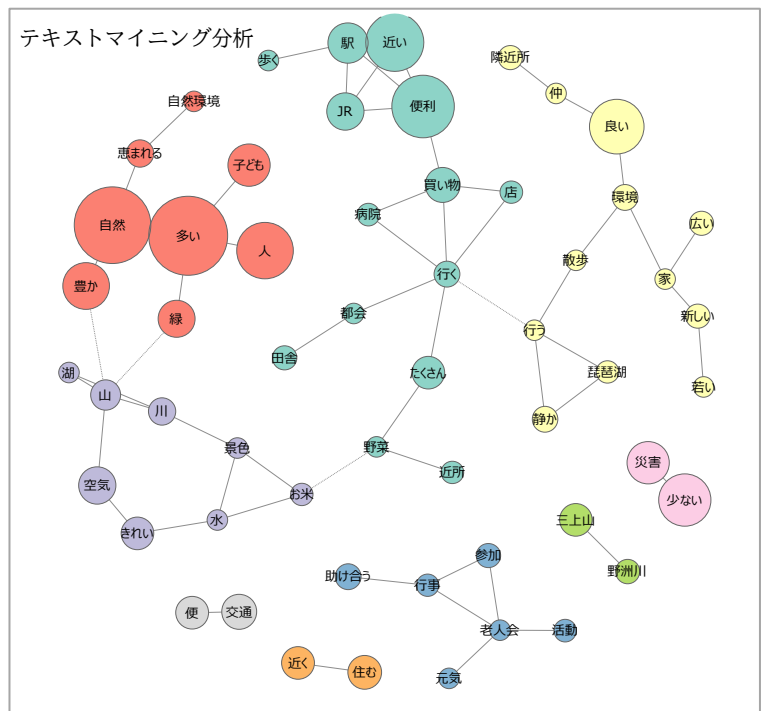 テキストマイニング分析
駅
近い
歩く
JR
便利
隣近所
仲
良い
自然環境
恵まれる
子ども
買い物
店
病院
環境
広い
自然
多い
人
散歩
家
行く
豊か
緑
都会
行う
新しい
田舎
湖
山
川
たくさん
琵琶湖
若い
静か
景色
野菜
近所
空気
お米
災害
少ない
きれい
水
三上山
野洲川
参加
助け合う
行事
便
交通
老人会
活動
近く
住む
元気